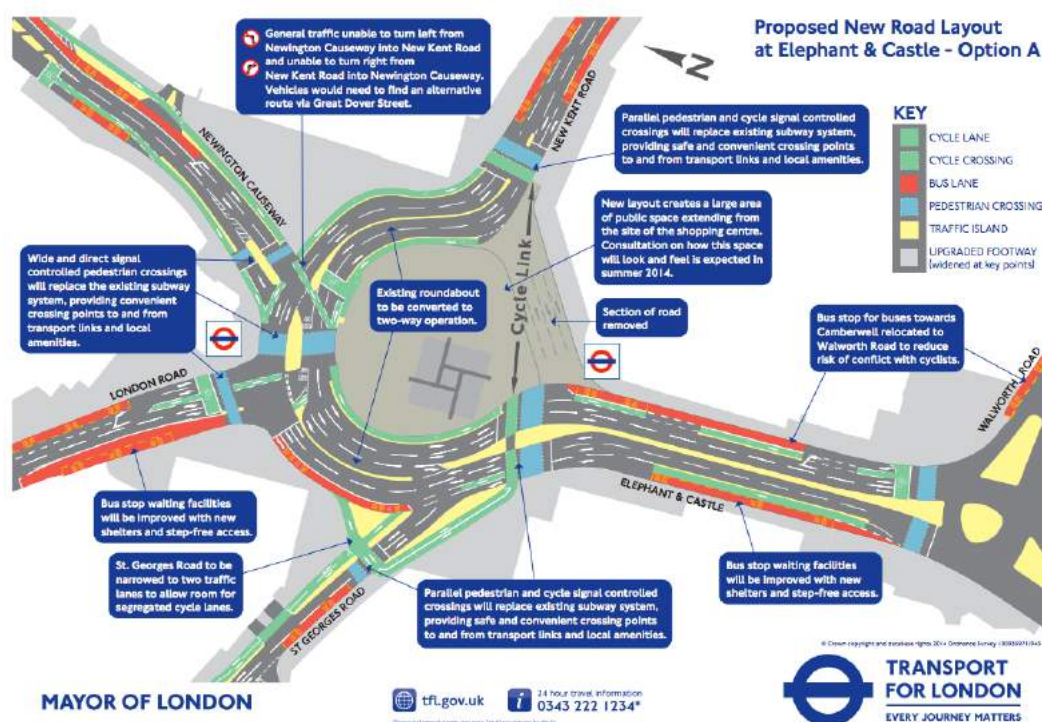 Proposed New Road Layout
at Elephant & Castle - Option A
General traffic unable to turn left from
Newington Causeway into New Kent Road
and unable to turn right from
New Kent Road into Newington Causeway.
Vehicles would need to find an alternative
route via Great Dover Street.
N
NEW KENT ROAD
Parallel pedestrian and cycle signal controlled
crossings will replace existing subway system,
providing safe and convenient crossing points
to and from transport links and local amenities.
KEY
CYCLE LANE
CYCLE CROSSING
BUS LANE
PEDESTRIAN CROSSING
TRAFFIC ISLAND
UPGRADED FOOTWAY
(widened at key points)
NEWINGTON CAUSEWAY
New layout creates a large area
of public space extending from
the site of the shopping centre.
Consultation on how this space
will look and feel is expected in
summer 2014.
Wide and direct signal
controlled pedestrian crossings
will replace the existing subway
system, providing convenient
crossing points to and from
transport links and local
amenities.
Existing roundabout
to be converted to
two-way operation.
Cycle Link
Section of road
removed
Bus stop for buses towards
Camberwell relocated to
Walworth Road to reduce
risk of conflict with cyclists.
WALWORTH ROAD
LONDON ROAD
ELEPHANT & CASTLE
Bus stop waiting facilities
will be improved with new
shelters and step-free access.
St. Georges Road to be
narrowed to two traffic
lanes to allow room for
segregated cycle lanes.
ST GEORGES ROAD
Parallel pedestrian and cycle signal controlled
crossings will replace existing subway system,
providing safe and convenient crossing points
to and from transport links and local amenities.
Bus stop waiting facilities
will be improved with new
shelters and step-free access.
MAYOR OF LONDON
tfl.gov.uk
24 hour travel information
0343 222 1234*
© Crown copyright and database rights 2014 Ordnance Survey
TRANSPORT
FOR LONDON
EVERY JOURNEY MATTERS